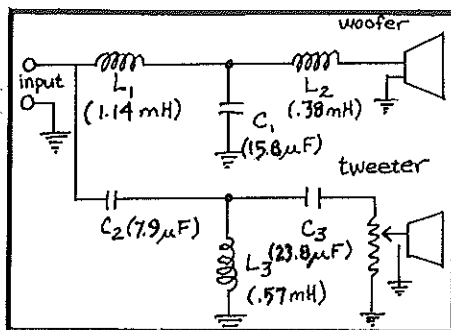 woofer
input
L1
(1.14 mH)
L2
(.38mH)
C1
(15.8μF)
tweeter
C2 (7.9μF)
C3
(23.8μF)
L3
(.57mH)